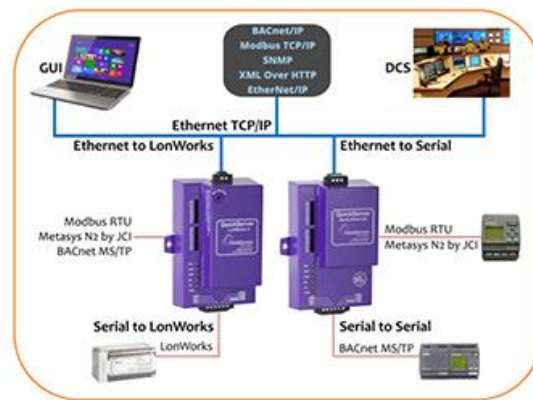 BACnet/IP
Modbus TCP/IP
SNMP
XML Over HTTP
EtherNet/IP
GUI
DCS
Ethernet TCP/IP
Ethernet to LonWorks
Ethernet to Serial
QuickServer
QuickServer
Modbus RTU
Metasys N2 by JCI
BACnet MS/TP
Modbus RTU
Metasys N2 by JCI
Serial to LonWorks
LonWorks
Serial to Serial
BACnet MS/TP